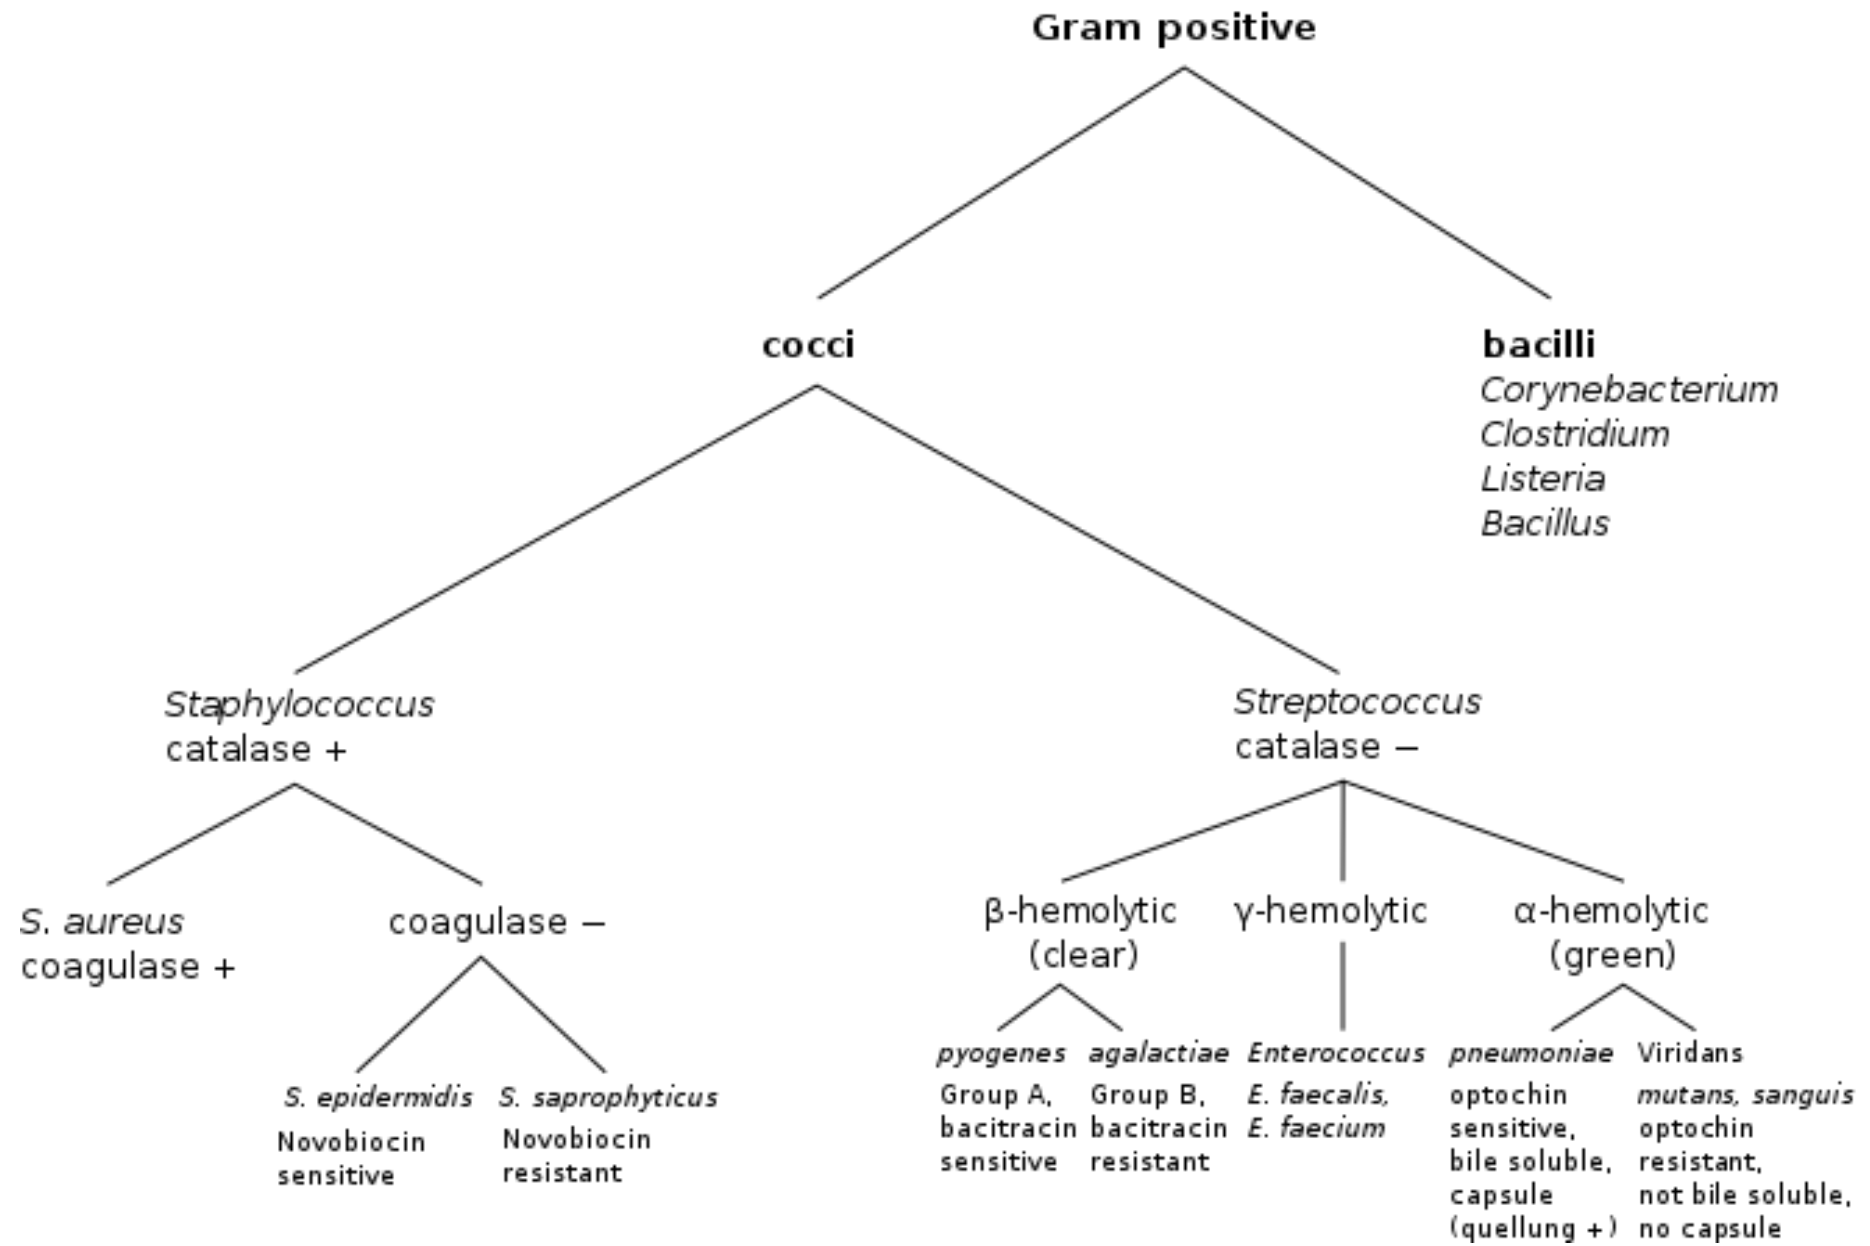 Gram positive
cocci
bacilli
Corynebacterium
Clostridium
Listeria
Bacillus
Staphylococcus
catalase +
Streptococcus
catalase −
S. aureus
coagulase +
coagulase −
S. epidermidis
Novobiocin
sensitive
S. saprophyticus
Novobiocin
resistant
β-hemolytic
(clear)
γ-hemolytic
α-hemolytic
(green)
pyogenes
Group A,
bacitracin
sensitive
agalactiae
Group B,
bacitracin
resistant
Enterococcus
E. faecalis,
E. faecium
pneumoniae
optochin
sensitive,
bile soluble,
capsule
(quellung +)
Viridans
mutans, sanguis
optochin
resistant,
not bile soluble,
no capsule